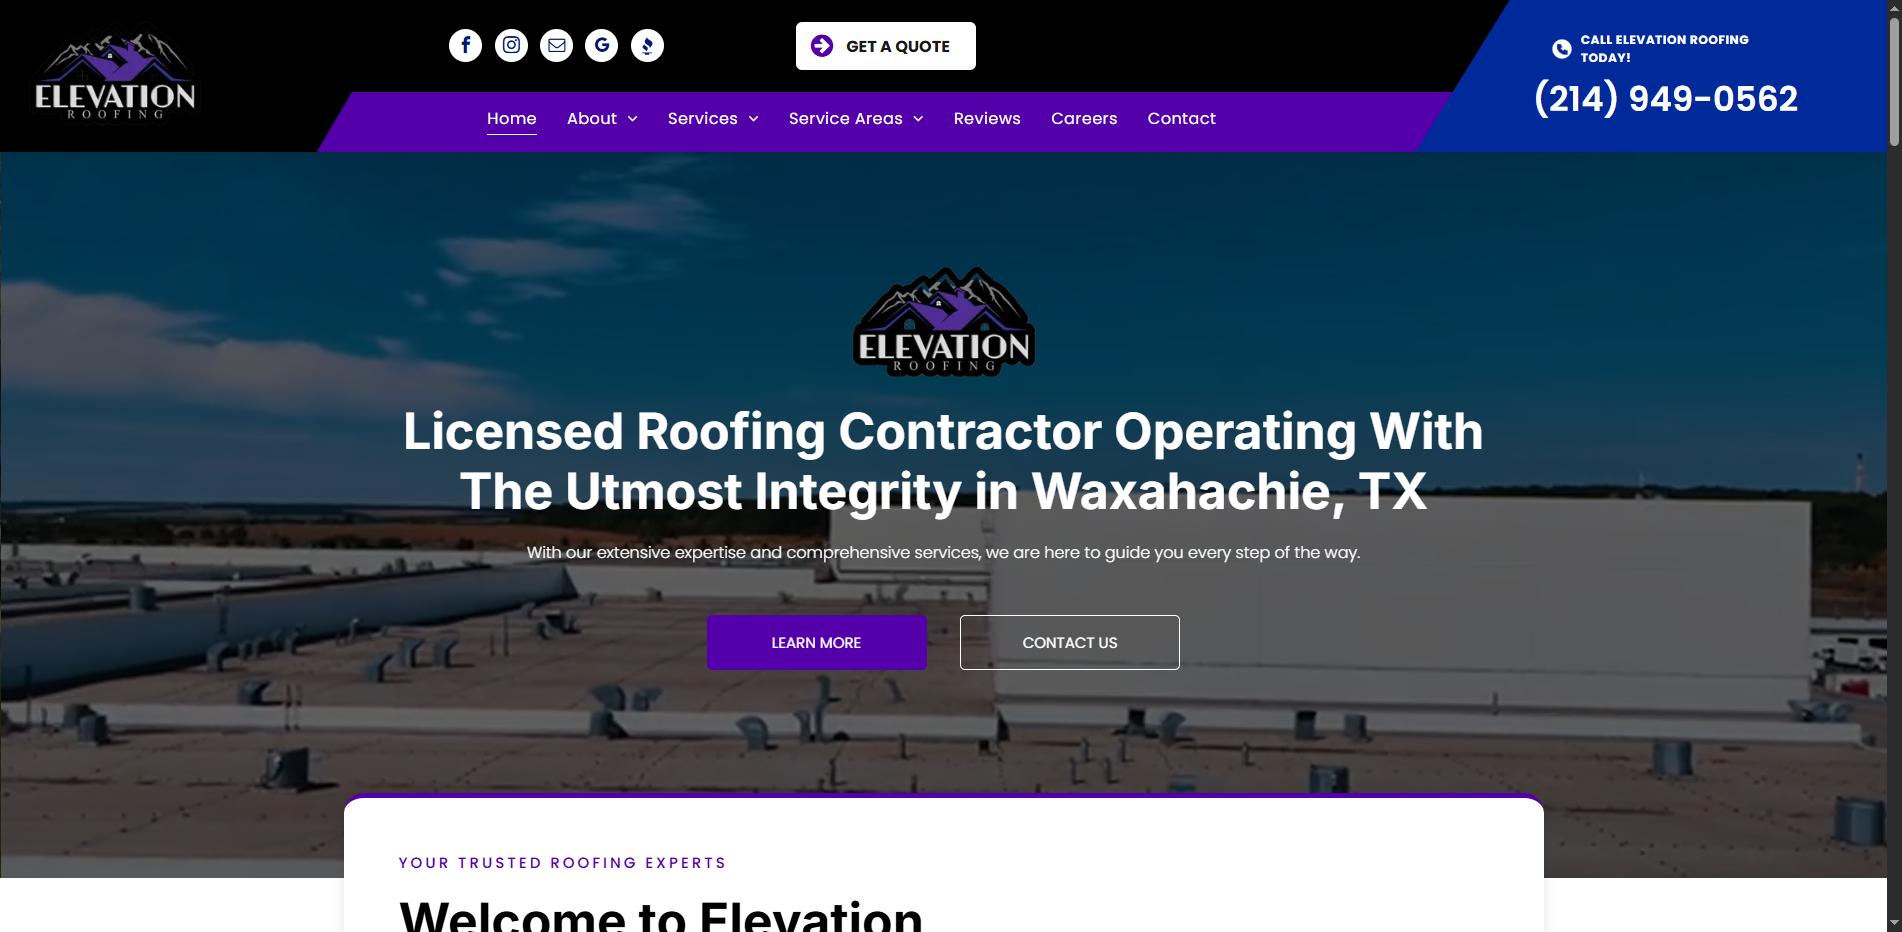 ELEVATION
ROOFING
GET A QUOTE
CALL ELEVATION ROOFING
TODAY!
(214) 949-0562
Home
About
Services
Service Areas
Reviews
Careers
Contact
ELEVATION
ROOFING
Licensed Roofing Contractor Operating With
The Utmost Integrity in Waxahachie, TX
With our extensive expertise and comprehensive services, we are here to guide you every step of the way.
LEARN MORE
CONTACT US
YOUR TRUSTED ROOFING EXPERTS
Welcome to Elevation